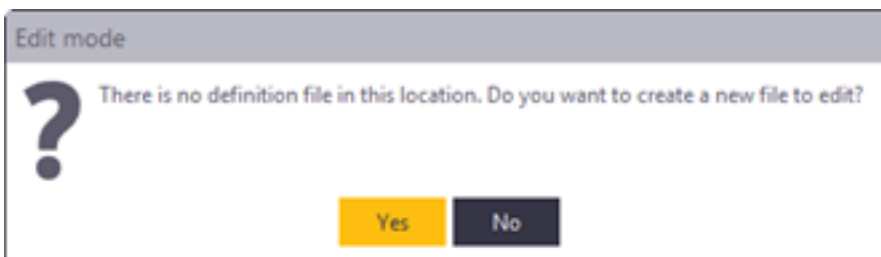 Edit mode
There is no definition file in this location. Do you want to create a new file to edit?
Yes No